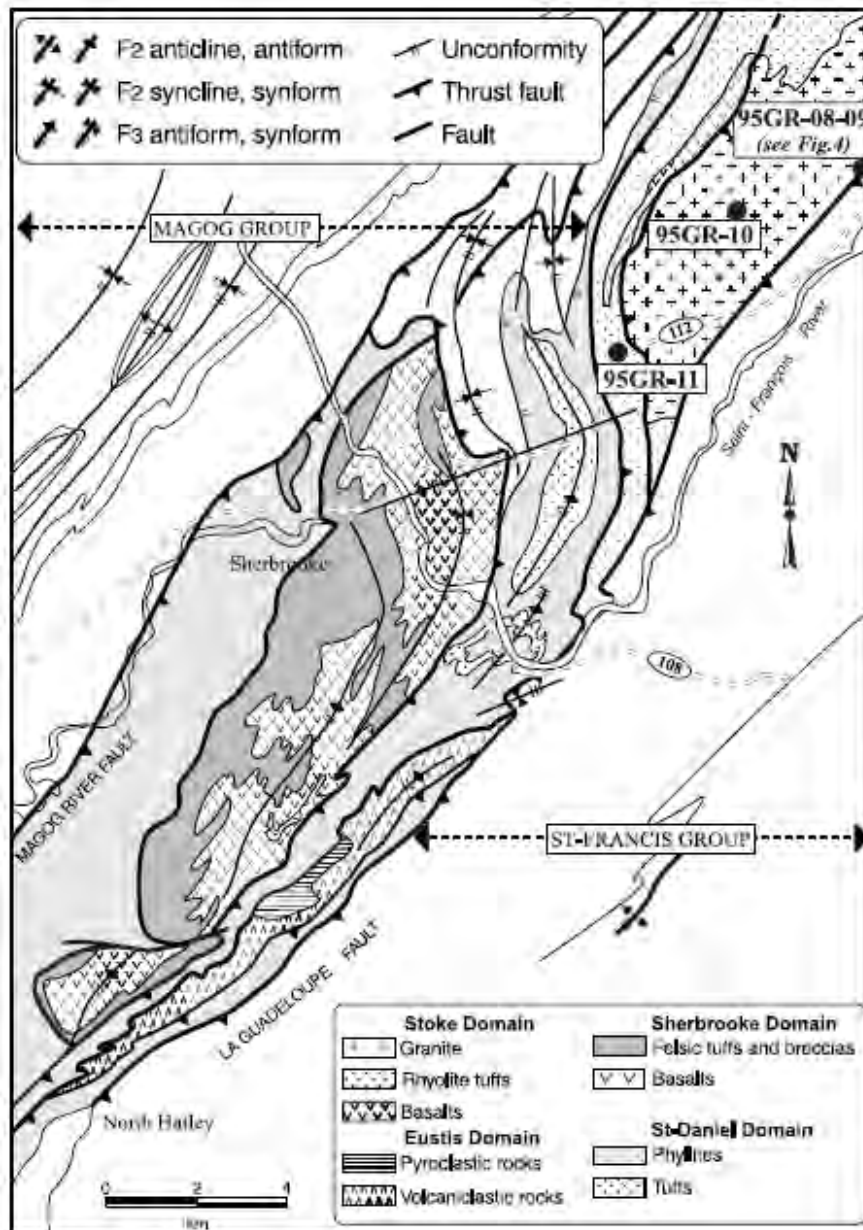 F2 anticline, antiform
F2 syncline, synform
F3 antiform, synform
Unconformity
Thrust fault
Fault
95GR-08-09
(see Fig.4)
MAGOG GROUP
95GR-10
112
95GR-11
Saint-François River
N
Sherbrooke
108
MAGOG RIVER FAULT
ST-FRANCIS GROUP
LA GUADELOUPE FAULT
North Hatley
0 2 4
km
Stoke Domain
Granite
Rhyolite tuffs
Basalts
Eustis Domain
Pyroclastic rocks
Volcaniclastic rocks
Sherbrooke Domain
Felsic tuffs and breccias
Basalts
St-Daniel Domain
Phyllites
Tuffs